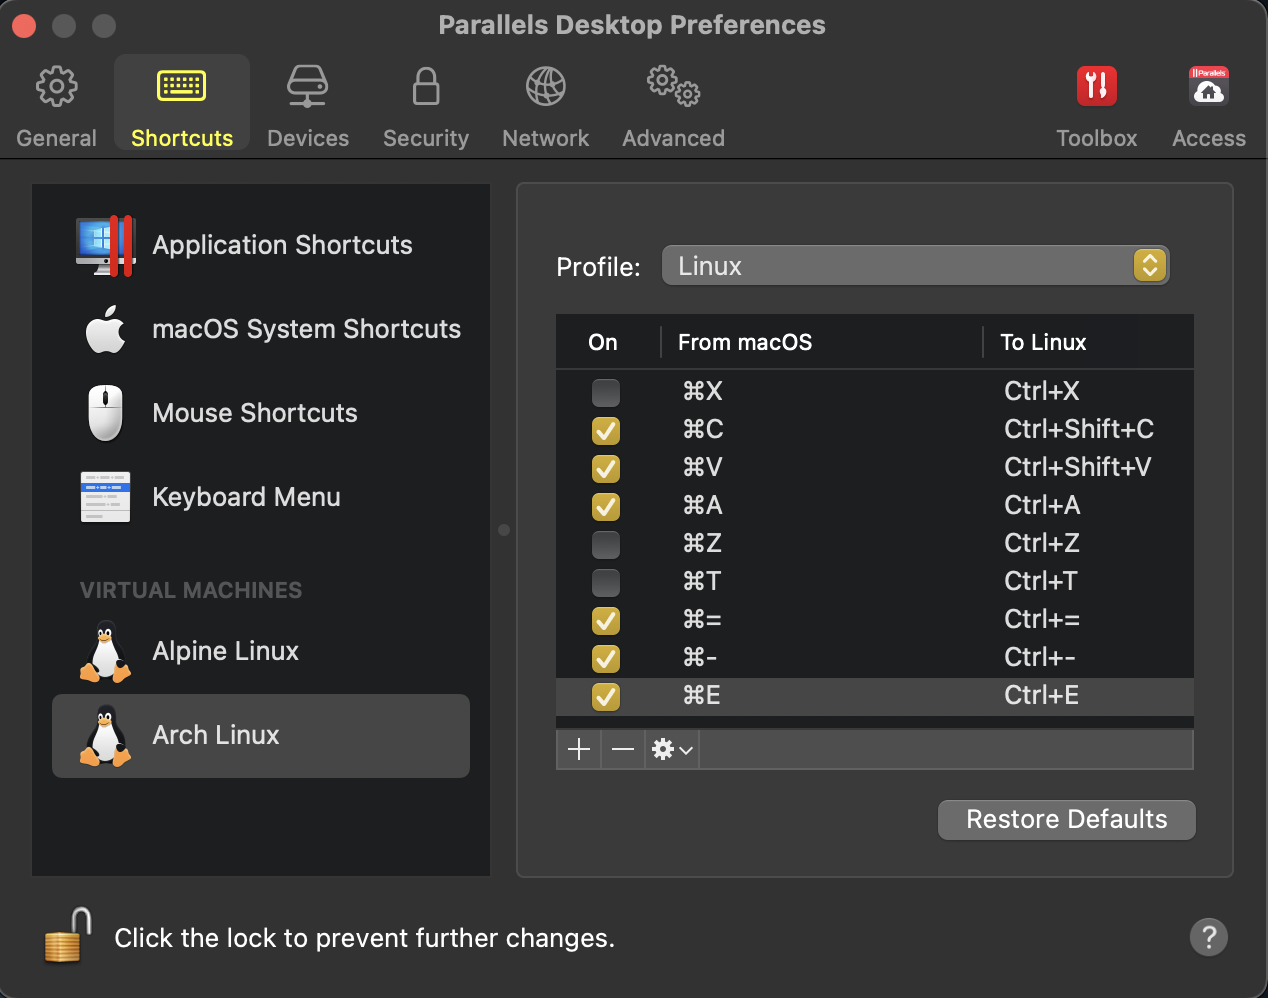 Parallels Desktop Preferences
General
Shortcuts
Devices
Security
Network
Advanced
Toolbox
Parallels
Access
Application Shortcuts
macOS System Shortcuts
Mouse Shortcuts
Keyboard Menu
VIRTUAL MACHINES
Alpine Linux
Arch Linux
Profile: Linux
On From macOS To Linux
⌘X Ctrl+X
⌘C Ctrl+Shift+C
⌘V Ctrl+Shift+V
⌘A Ctrl+A
⌘Z Ctrl+Z
⌘T Ctrl+T
⌘= Ctrl+=
⌘- Ctrl+-
⌘E Ctrl+E
Restore Defaults
Click the lock to prevent further changes.
?